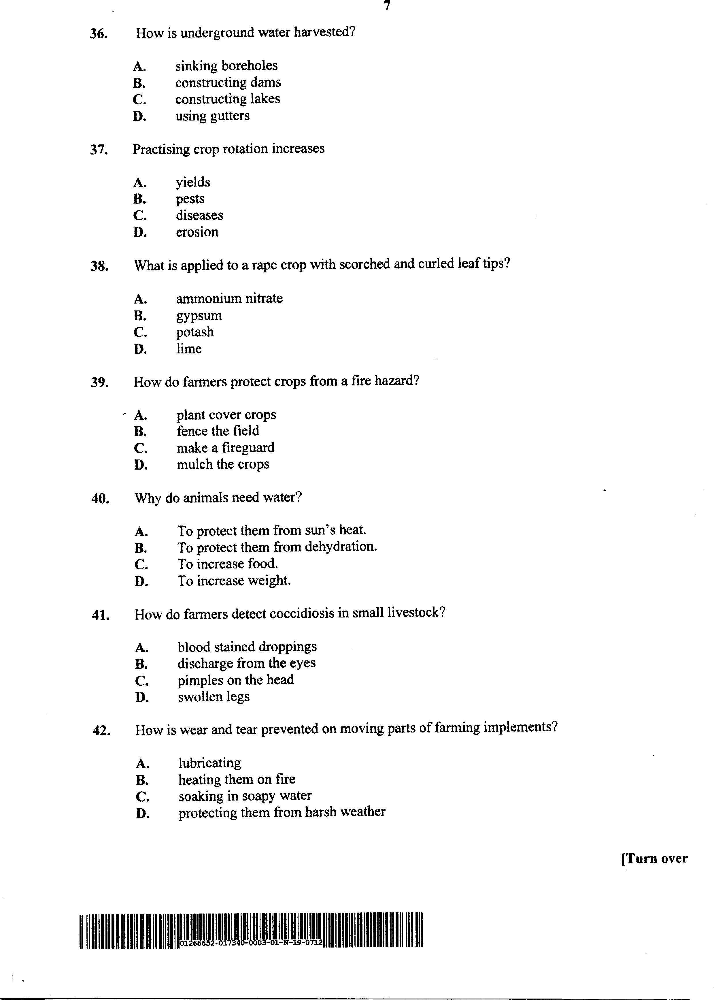 7
36. How is underground water harvested?
A. sinking boreholes
B. constructing dams
C. constructing lakes
D. using gutters
37. Practising crop rotation increases
A. yields
B. pests
C. diseases
D. erosion
38. What is applied to a rape crop with scorched and curled leaf tips?
A. ammonium nitrate
B. gypsum
C. potash
D. lime
39. How do farmers protect crops from a fire hazard?
A. plant cover crops
B. fence the field
C. make a fireguard
D. mulch the crops
40. Why do animals need water?
A. To protect them from sun's heat.
B. To protect them from dehydration.
C. To increase food.
D. To increase weight.
41. How do farmers detect coccidiosis in small livestock?
A. blood stained droppings
B. discharge from the eyes
C. pimples on the head
D. swollen legs
42. How is wear and tear prevented on moving parts of farming implements?
A. lubricating
B. heating them on fire
C. soaking in soapy water
D. protecting them from harsh weather
[Turn over
01266652-017340-0003-01-N-19-0712